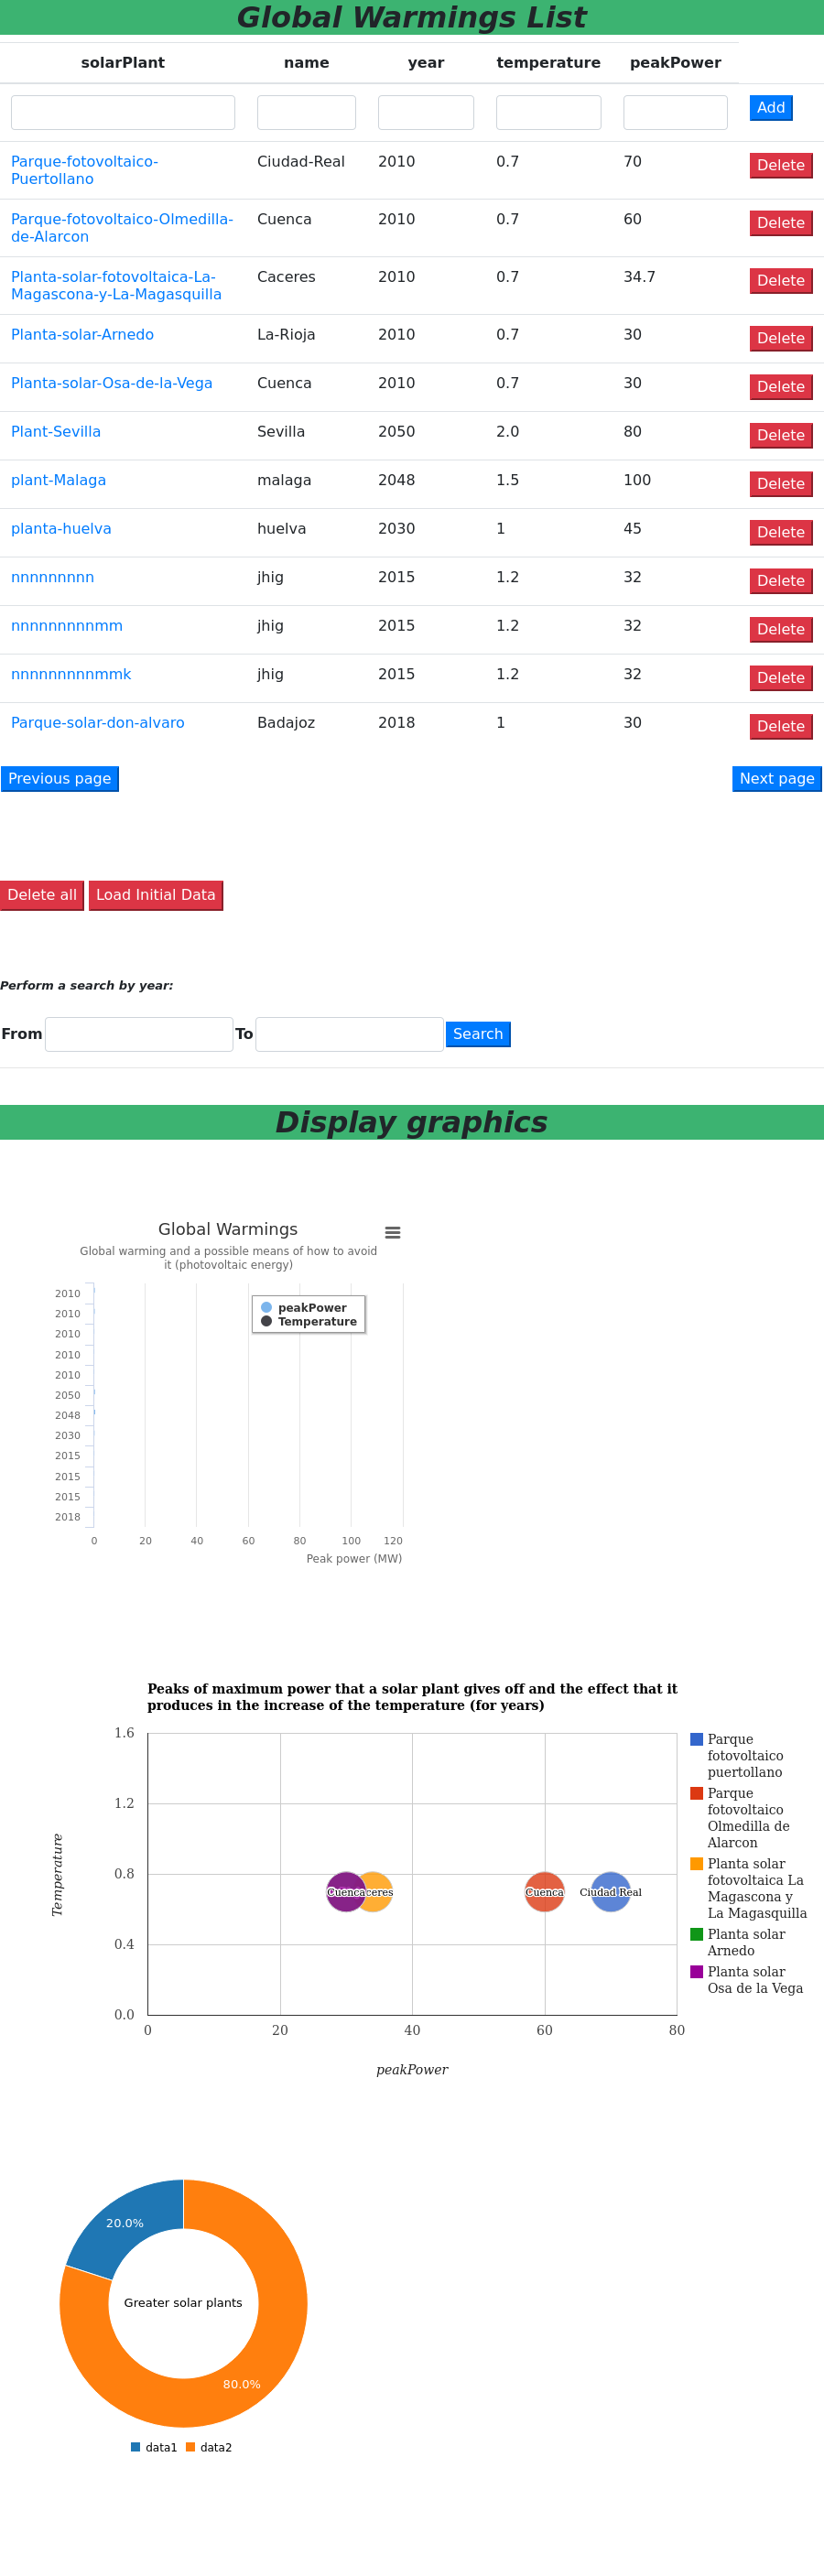 Global Warmings List
solarPlant name year temperature peakPower
Add
Parque-fotovoltaico-
Puertollano
Ciudad-Real 2010 0.7 70 Delete
Parque-fotovoltaico-Olmedilla-
de-Alarcon
Cuenca 2010 0.7 60 Delete
Planta-solar-fotovoltaica-La-
Magascona-y-La-Magasquilla
Caceres 2010 0.7 34.7 Delete
Planta-solar-Arnedo La-Rioja 2010 0.7 30 Delete
Planta-solar-Osa-de-la-Vega Cuenca 2010 0.7 30 Delete
Plant-Sevilla Sevilla 2050 2.0 80 Delete
plant-Malaga malaga 2048 1.5 100 Delete
planta-huelva huelva 2030 1 45 Delete
nnnnnnnnn jhig 2015 1.2 32 Delete
nnnnnnnnnmm jhig 2015 1.2 32 Delete
nnnnnnnnnmmk jhig 2015 1.2 32 Delete
Parque-solar-don-alvaro Badajoz 2018 1 30 Delete
Previous page Next page
Delete all Load Initial Data
Perform a search by year:
From To Search
Display graphics
Global Warmings
Global warming and a possible means of how to avoid
it (photovoltaic energy)
peakPower
Temperature
2010
2010
2010
2010
2010
2050
2048
2030
2015
2015
2015
2018
0 20 40 60 80 100 120
Peak power (MW)
Peaks of maximum power that a solar plant gives off and the effect that it
produces in the increase of the temperature (for years)
1.6
1.2
0.8
0.4
0.0
Temperature
Cuenca ceres Cuenca Ciudad Real
0 20 40 60 80
peakPower
Parque
fotovoltaico
puertollano
Parque
fotovoltaico
Olmedilla de
Alarcon
Planta solar
fotovoltaica La
Magascona y
La Magasquilla
Planta solar
Arnedo
Planta solar
Osa de la Vega
20.0%
Greater solar plants
80.0%
data1 data2